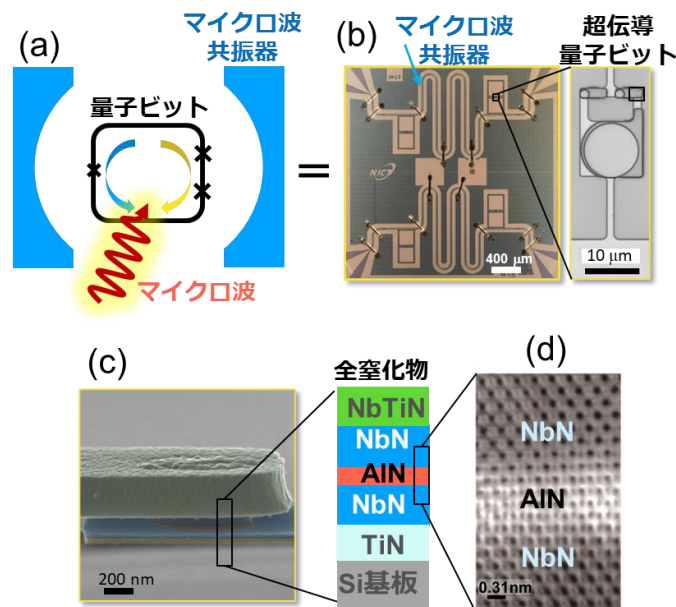 (a)
マイクロ波
共振器
量子ビット
マイクロ波
=
(b)
マイクロ波
共振器
超伝導
量子ビット
NICT
400 μm
10 μm
(c)
200 nm
全窒化物
NbTiN
NbN
AlN
NbN
TiN
Si基板
(d)
NbN
AlN
NbN
0.31nm